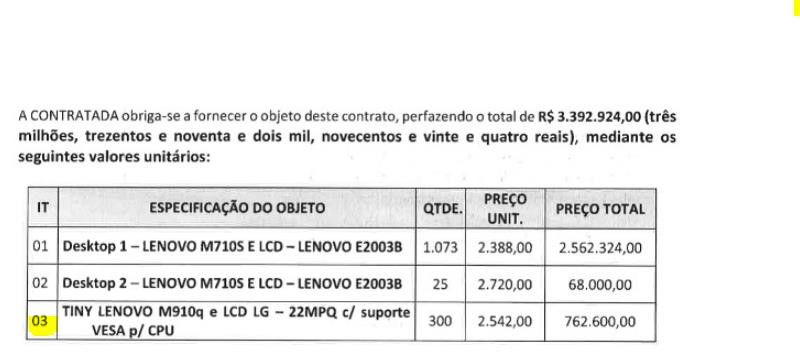 A CONTRATADA obriga-se a fornecer o objeto deste contrato, perfazendo o total de R$ 3.392.924,00 (três
milhões, trezentos e noventa e dois mil, novecentos e vinte e quatro reais), mediante os
seguintes valores unitários:
IT ESPECIFICAÇÃO DO OBJETO QTDE. PREÇO UNIT. PREÇO TOTAL
01 Desktop 1 – LENOVO M710S E LCD – LENOVO E2003B 1.073 2.388,00 2.562.324,00
02 Desktop 2 – LENOVO M710S E LCD – LENOVO E2003B 25 2.720,00 68.000,00
03 TINY LENOVO M910q e LCD LG – 22MPQ c/ suporte
VESA p/ CPU 300 2.542,00 762.600,00